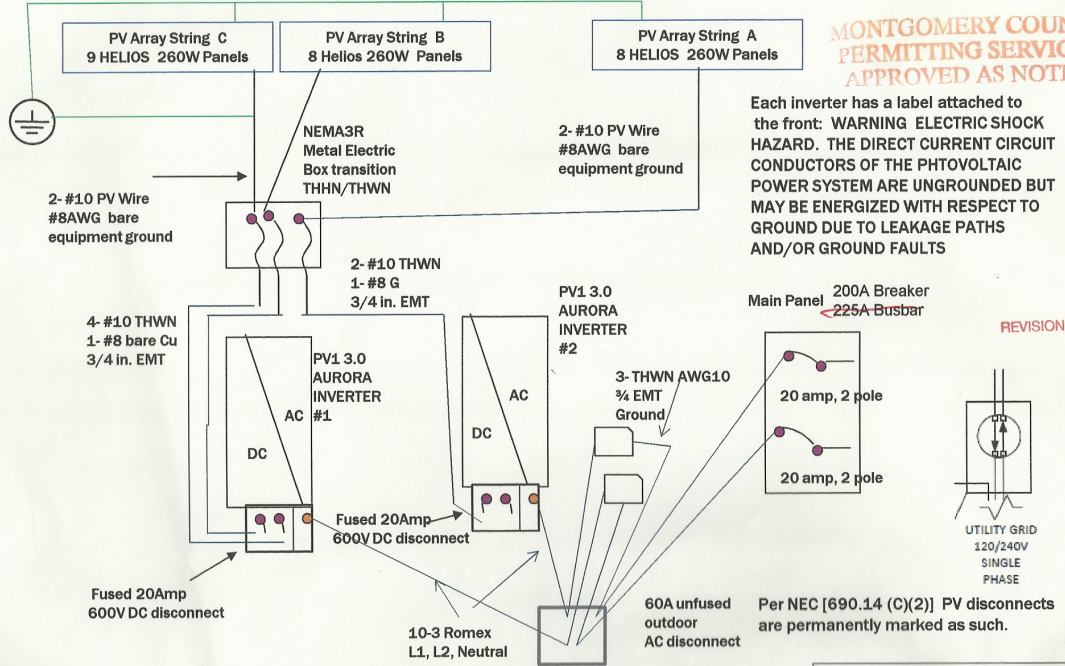 PV Array String C
9 HELIOS 260W Panels
PV Array String B
8 Helios 260W Panels
PV Array String A
8 HELIOS 260W Panels
MONTGOMERY
PERMITTING
APPROVED AS
Each inverter has a label attached to
the front: WARNING ELECTRIC SHOCK
HAZARD. THE DIRECT CURRENT CIRCUIT
CONDUCTORS OF THE PHTOVOLTAIC
POWER SYSTEM ARE UNGROUNDED BUT
MAY BE ENERGIZED WITH RESPECT TO
GROUND DUE TO LEAKAGE PATHS
AND/OR GROUND FAULTS
NEMA3R
Metal Electric
Box transition
THHN/THWN
2- #10 PV Wire
#8AWG bare
equipment ground
2- #10 PV Wire
#8AWG bare
equipment ground
2- #10 THWN
1- #8 G
3/4 in. EMT
4- #10 THWN
1- #8 bare Cu
3/4 in. EMT
PV1 3.0
AURORA
INVERTER
#1
AC
DC
PV1 3.0
AURORA
INVERTER
#2
AC
DC
3- THWN AWG10
¾ EMT
Ground
Main Panel
200A Breaker
225A Busbar
REVISION
20 amp, 2 pole
20 amp, 2 pole
UTILITY GRID
120/240V
SINGLE
PHASE
Fused 20Amp
600V DC disconnect
Fused 20Amp
600V DC disconnect
10-3 Romex
L1, L2, Neutral
60A unfused
outdoor
AC disconnect
Per NEC [690.14 (C)(2)] PV disconnects
are permanently marked as such.